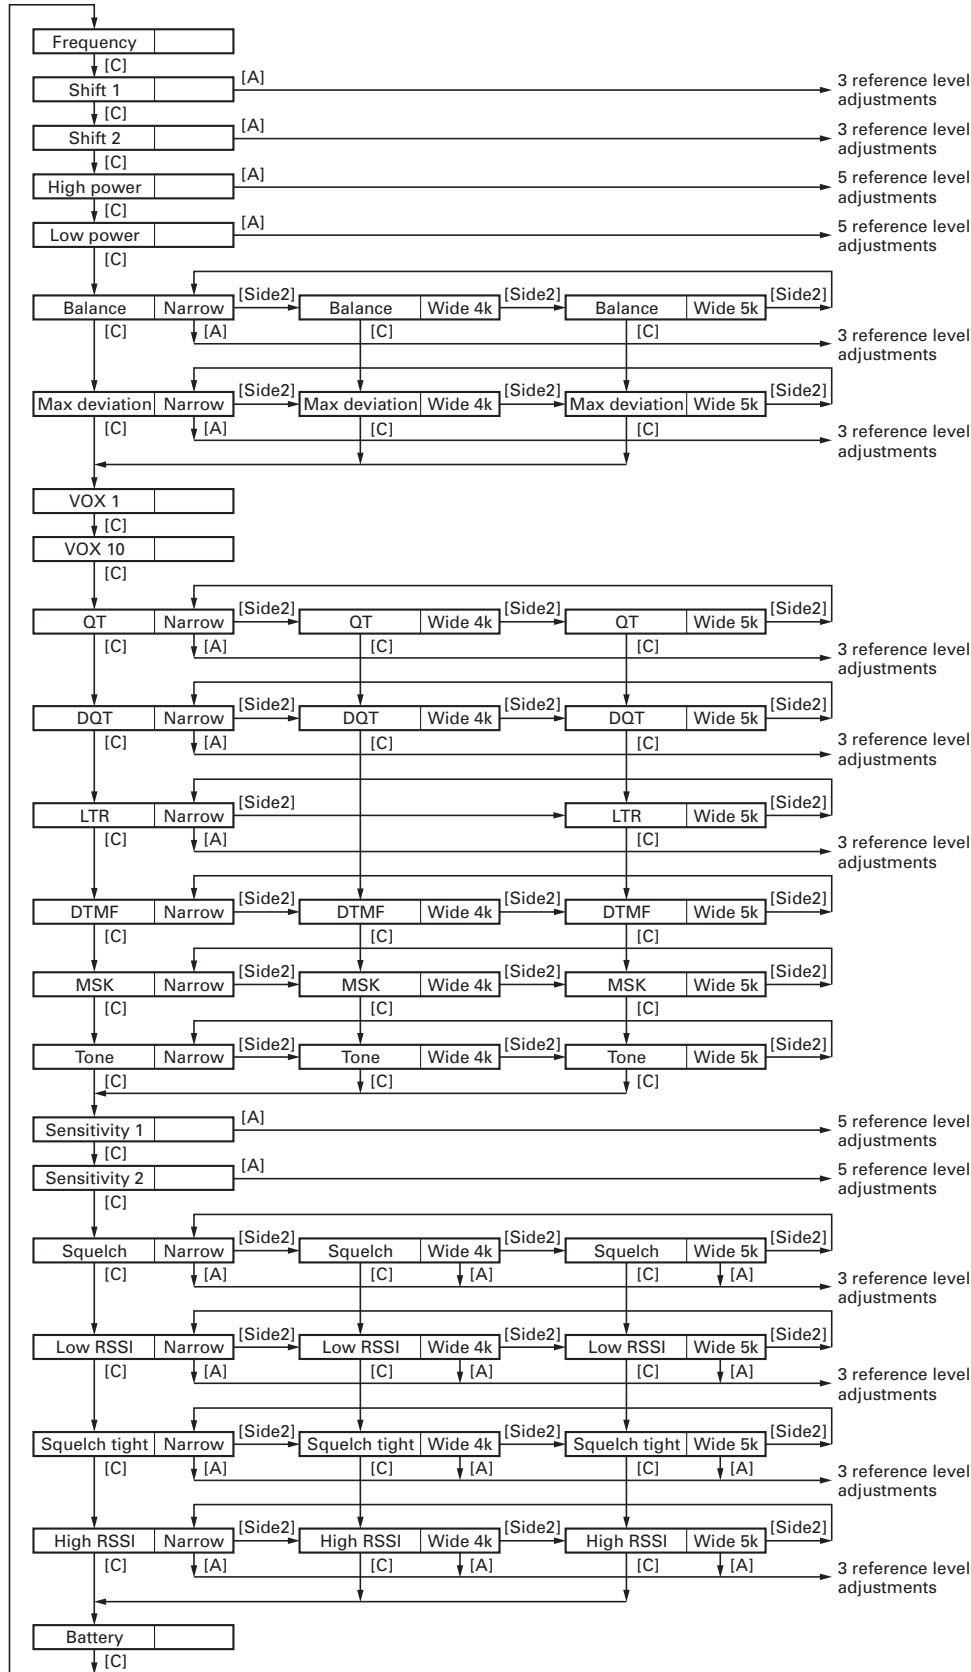 Frequency
[C]
Shift 1
[A]
3 reference level
adjustments
[C]
Shift 2
[A]
3 reference level
adjustments
[C]
High power
[A]
5 reference level
adjustments
[C]
Low power
[A]
5 reference level
adjustments
[C]
Balance Narrow [Side2] Balance Wide 4k [Side2] Balance Wide 5k [Side2]
[C] [A] [C] [C]
3 reference level
adjustments
Max deviation Narrow [Side2] Max deviation Wide 4k [Side2] Max deviation Wide 5k [Side2]
[C] [A] [C] [C]
3 reference level
adjustments
VOX 1
[C]
VOX 10
[C]
QT Narrow [Side2] QT Wide 4k [Side2] QT Wide 5k [Side2]
[C] [A] [C] [C]
3 reference level
adjustments
DQT Narrow [Side2] DQT Wide 4k [Side2] DQT Wide 5k [Side2]
[C] [A] [C] [C]
3 reference level
adjustments
LTR Narrow [Side2] LTR Wide 5k [Side2]
[C] [A] [C]
3 reference level
adjustments
DTMF Narrow [Side2] DTMF Wide 4k [Side2] DTMF Wide 5k [Side2]
[C] [C] [C]
MSK Narrow [Side2] MSK Wide 4k [Side2] MSK Wide 5k [Side2]
[C] [C] [C]
Tone Narrow [Side2] Tone Wide 4k [Side2] Tone Wide 5k [Side2]
[C] [C] [C]
Sensitivity 1
[A]
5 reference level
adjustments
[C]
Sensitivity 2
[A]
5 reference level
adjustments
[C]
Squelch Narrow [Side2] Squelch Wide 4k [Side2] Squelch Wide 5k [Side2]
[C] [A] [C] [A] [C] [A]
3 reference level
adjustments
Low RSSI Narrow [Side2] Low RSSI Wide 4k [Side2] Low RSSI Wide 5k [Side2]
[C] [A] [C] [A] [C] [A]
3 reference level
adjustments
Squelch tight Narrow [Side2] Squelch tight Wide 4k [Side2] Squelch tight Wide 5k [Side2]
[C] [A] [C] [A] [C] [A]
3 reference level
adjustments
High RSSI Narrow [Side2] High RSSI Wide 4k [Side2] High RSSI Wide 5k [Side2]
[C] [A] [C] [A] [C] [A]
3 reference level
adjustments
Battery
[C]